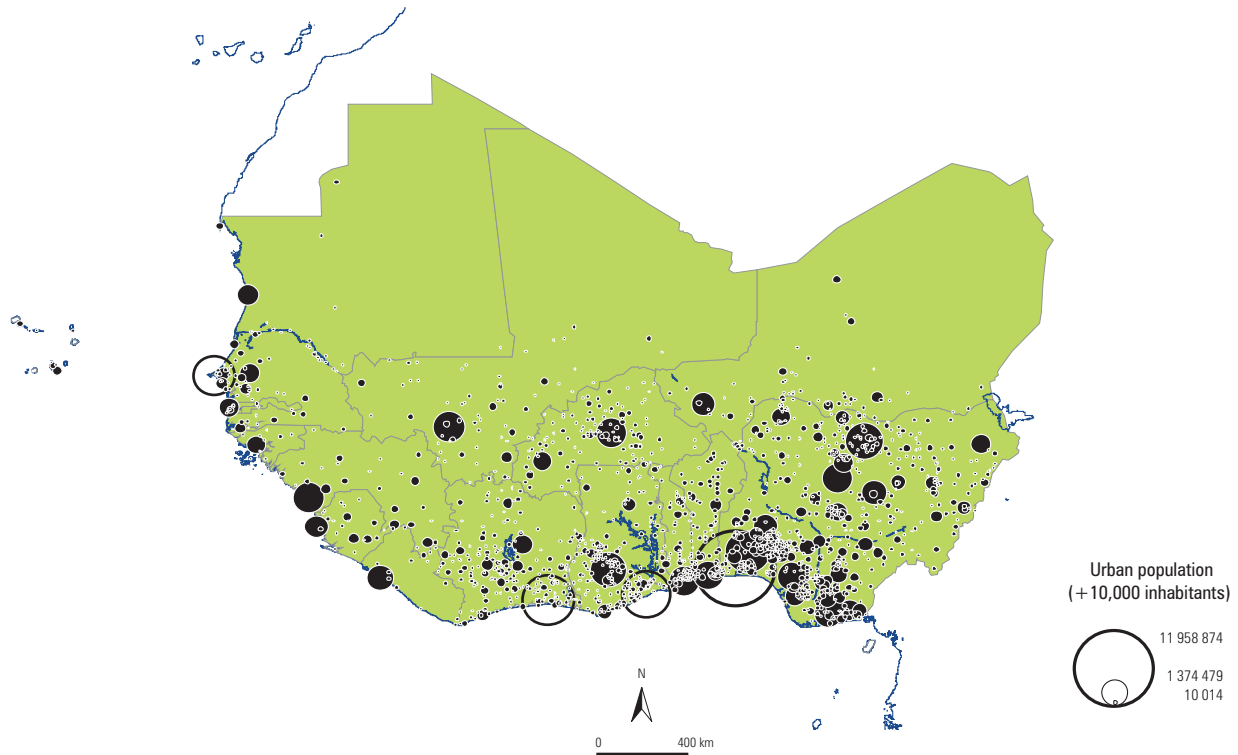 Urban population
(+10,000 inhabitants)
11 958 874
1 374 479
10 014
N
0 400 km